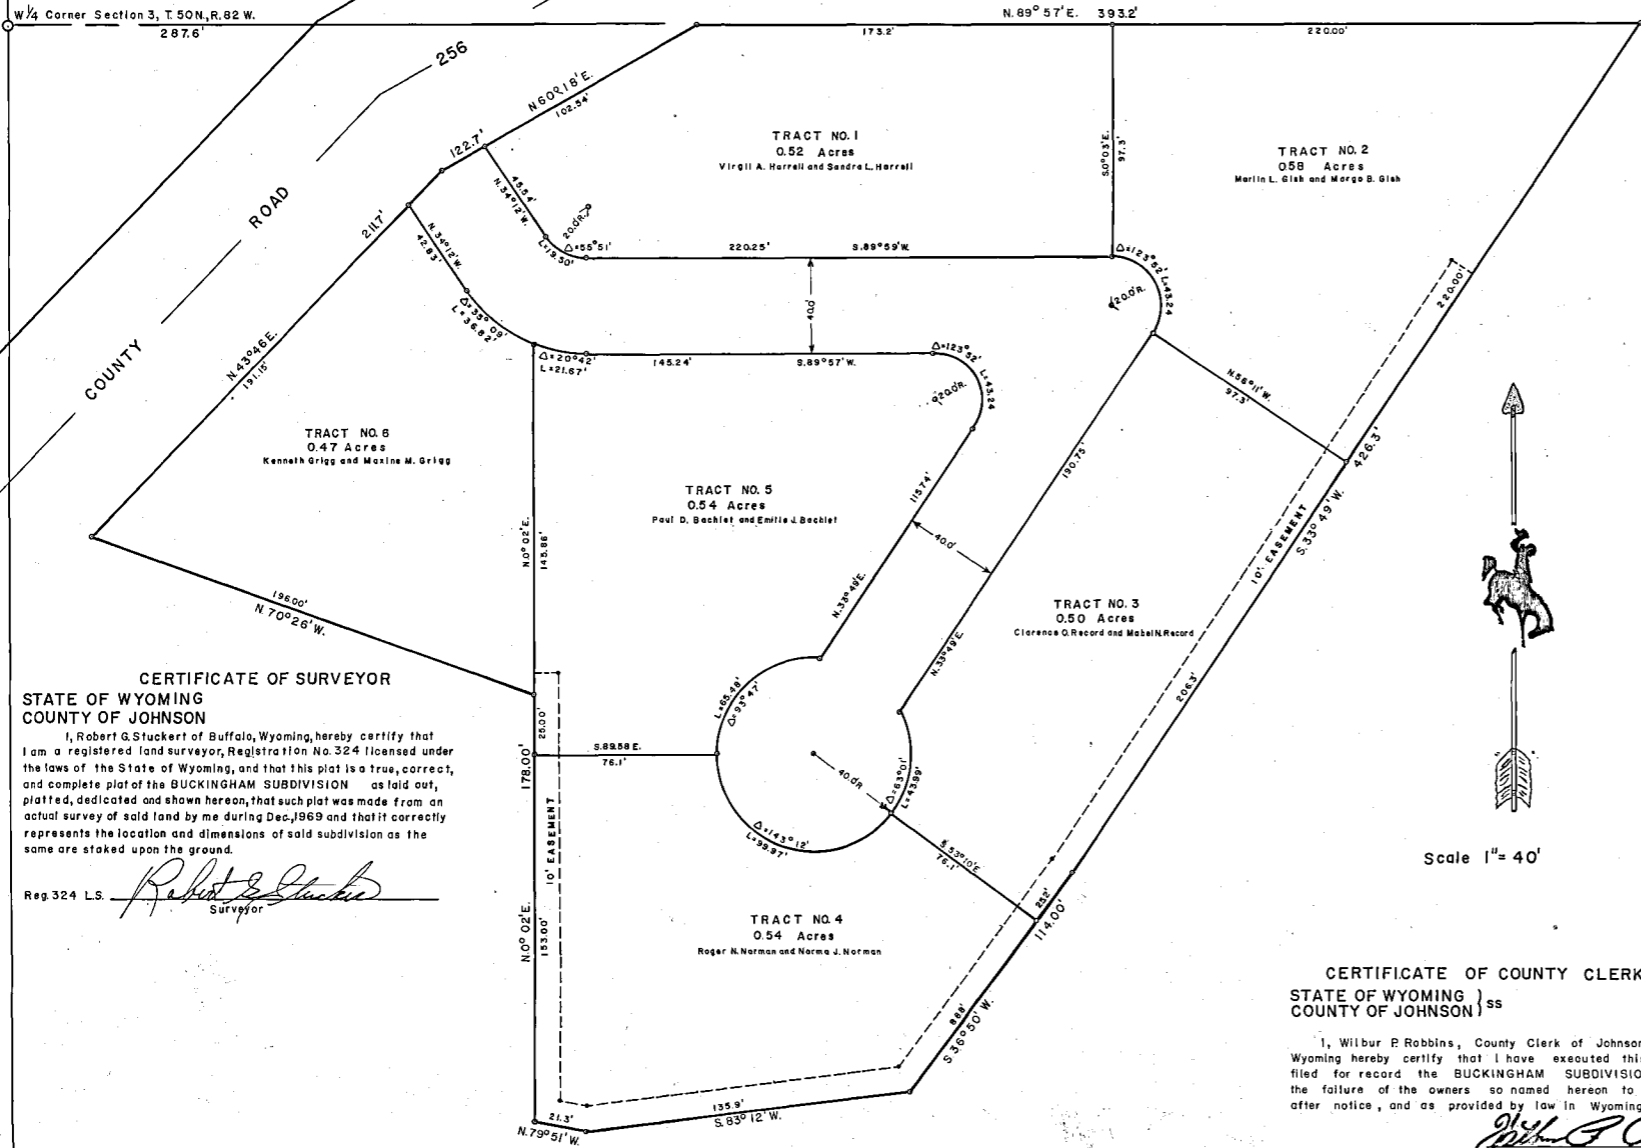 W 1/4 Corner Section 3, T. 50N., R. 82 W.
287.6'
N. 89° 57' E. 393.2'
173.2'
220.00'
256
ROAD
COUNTY
N. 60° 18' E.
102.54'
122.7'
211.7'
N. 43° 46' E.
191.15'
45.54'
N. 34° 12' W.
20.0' R.
Δ=55° 51'
L=19.50'
N. 34° 12' W.
42.83'
Δ=35° 09'
L=36.82'
TRACT NO. 1
0.52 Acres
Virgil A. Harrell and Sandra L. Harrell
S. 0° 03' E.
97.3'
TRACT NO. 2
0.58 Acres
Marlin L. Gish and Margo B. Gish
220.25'
S. 89° 59' W.
40.0'
Δ=123° 52'
L=43.24
20.0' R.
Δ=20° 42'
L=21.67'
145.24'
S. 89° 57' W.
Δ=123° 52'
L=43.24
20.0' R.
220.00'
N. 56° 11' W.
97.3'
426.3'
S. 33° 49' W.
10' EASEMENT
190.75'
115.74'
40.0'
N. 33° 49' E.
N. 33° 49' E.
TRACT NO. 6
0.47 Acres
Kenneth Grigg and Maxine M. Grigg
N. 0° 02' E.
145.86'
TRACT NO. 5
0.54 Acres
Paul D. Bachlet and Emilie J. Bachlet
TRACT NO. 3
0.50 Acres
Clarence O. Record and Mabel N. Record
206.3'
196.00'
N. 70° 26' W.
L=65.48'
Δ=93° 47'
25.00'
178.00'
S. 89.58 E.
76.1'
40.0' R
Δ=63° 01'
L=43.99'
Δ=143° 12'
L=99.97'
S. 53° 10' E
76.1'
25.2'
114.00'
10' EASEMENT
N. 0° 02' E.
153.00'
TRACT NO. 4
0.54 Acres
Roger N. Norman and Norma J. Norman
88.8'
S. 36° 50' W.
21.3'
N. 79° 51' W.
135.9'
S. 83° 12' W.
CERTIFICATE OF SURVEYOR
STATE OF WYOMING
COUNTY OF JOHNSON
I, Robert G. Stuckert of Buffalo, Wyoming, hereby certify that
I am a registered land surveyor, Registration No. 324 licensed under
the laws of the State of Wyoming, and that this plat is a true, correct,
and complete plat of the BUCKINGHAM SUBDIVISION as laid out,
platted, dedicated and shown hereon, that such plat was made from an
actual survey of said land by me during Dec., 1969 and that it correctly
represents the location and dimensions of said subdivision as the
same are staked upon the ground.
Reg. 324 L.S.
Surveyor
Scale 1"= 40'
CERTIFICATE OF COUNTY CLERK
STATE OF WYOMING } SS
COUNTY OF JOHNSON
I, Wilbur P. Robbins, County Clerk of Johnson
Wyoming hereby certify that I have executed this
filed for record the BUCKINGHAM SUBDIVISIO
the failure of the owners so named hereon to
after notice, and as provided by law in Wyoming